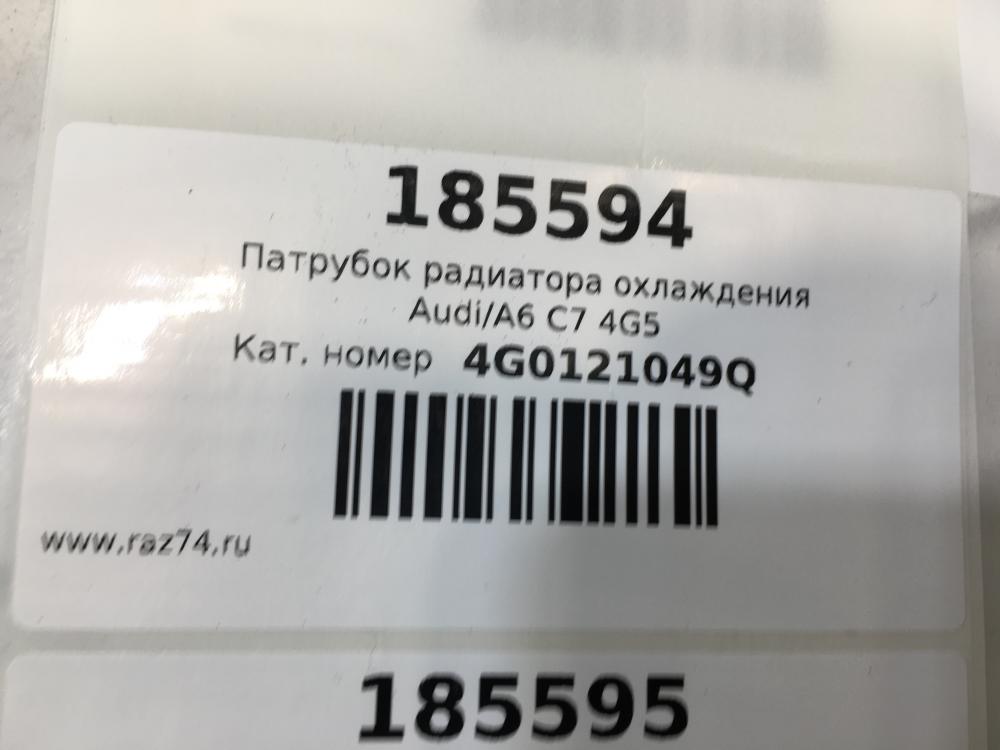 185594
Патрубок радиатора охлаждения
Audi/A6 C7 4G5
Кат. номер 4G0121049Q
www.raz74.ru
185595